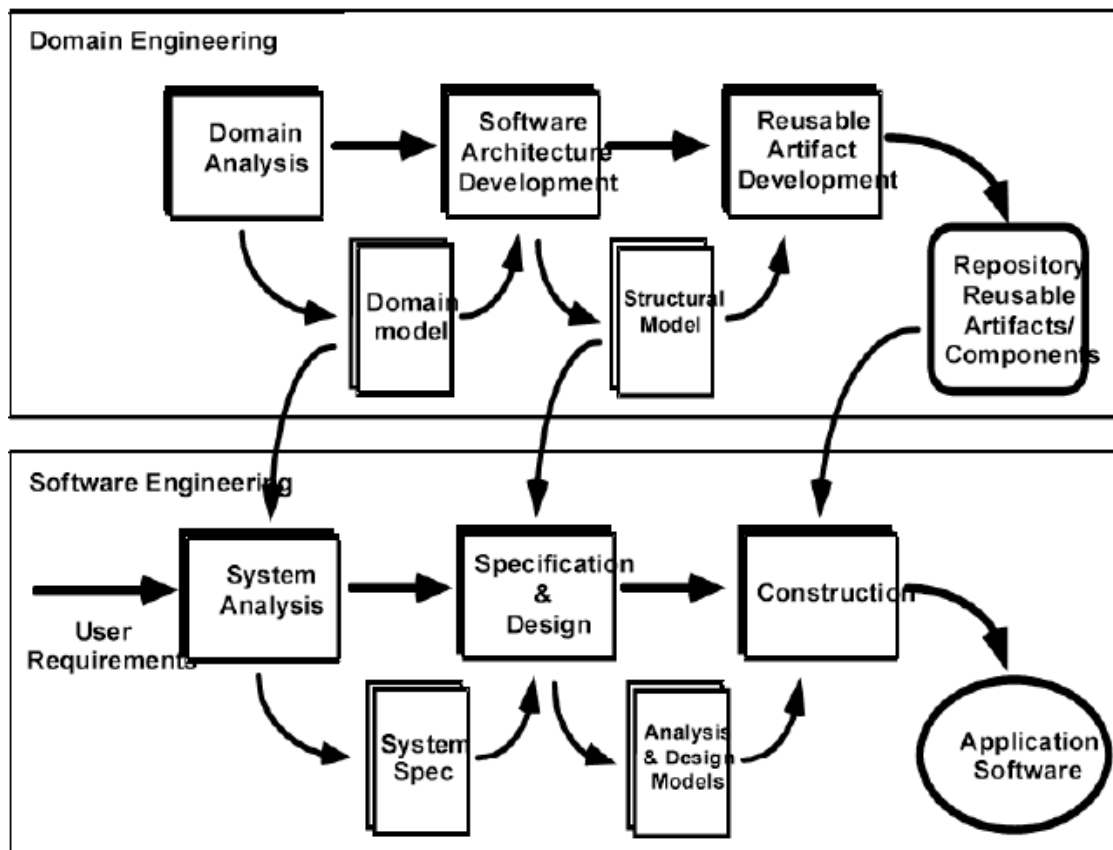 Domain Engineering
Domain
Analysis
Software
Architecture
Development
Reusable
Artifact
Development
Domain
model
Structural
Model
Repository
Reusable
Artifacts/
Components
Software Engineering
User
Requirements
System
Analysis
Specification
&
Design
Construction
System
Spec
Analysis
& Design
Models
Application
Software